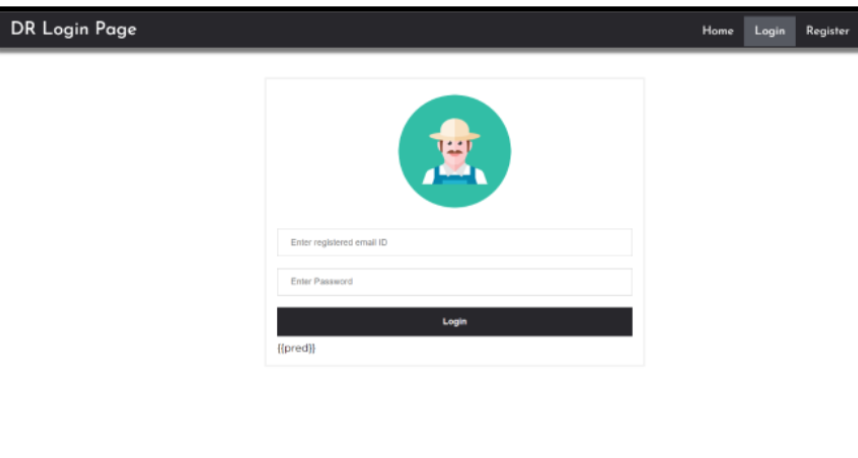 DR Login Page
Home Login Register
Enter registered email ID
Enter Password
Login
{{pred}}